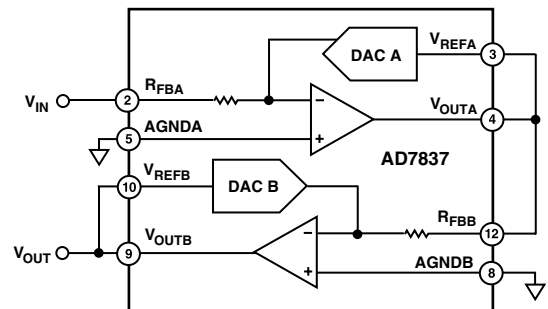 DAC A
VREFA
3
VIN
2
RFBA
VOUTA
4
5
AGNDA
AD7837
VREFB
10
DAC B
RFBB
12
VOUT
9
VOUTB
AGNDB
8
−
+
−
+